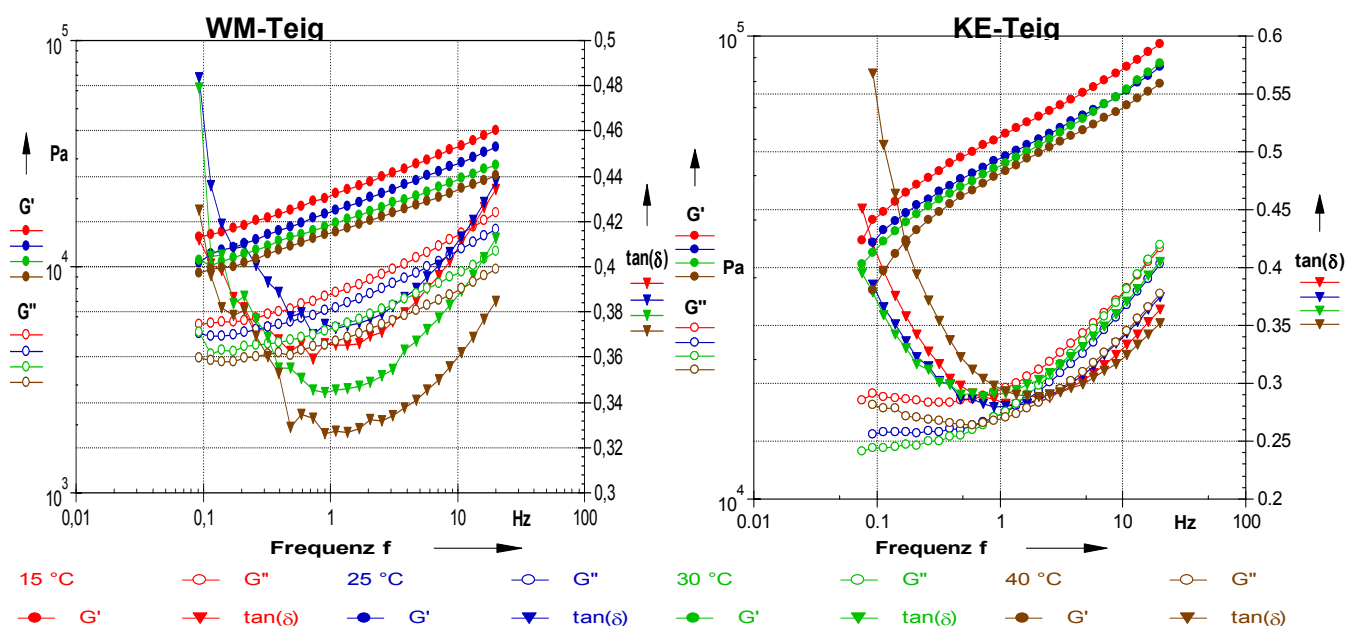 WM-Teig
KE-Teig
10^5
0,5
10^5
0.6
0,48
0.55
Pa
0,46
0.5
G'
0,44
G'
0.45
0,42
tan(δ)
10^4
0,4
Pa
0.4
tan(δ)
G''
0,38
G''
0.35
0,36
0.3
0,34
0.25
0,32
10^3
0,3
10^4
0.2
0,01
0,1
1
10
Hz
100
0.01
0.1
1
10
Hz
100
Frequenz f
Frequenz f
15 °C
G''
25 °C
G''
30 °C
G''
40 °C
G''
G'
tan(δ)
G'
tan(δ)
G'
tan(δ)
G'
tan(δ)